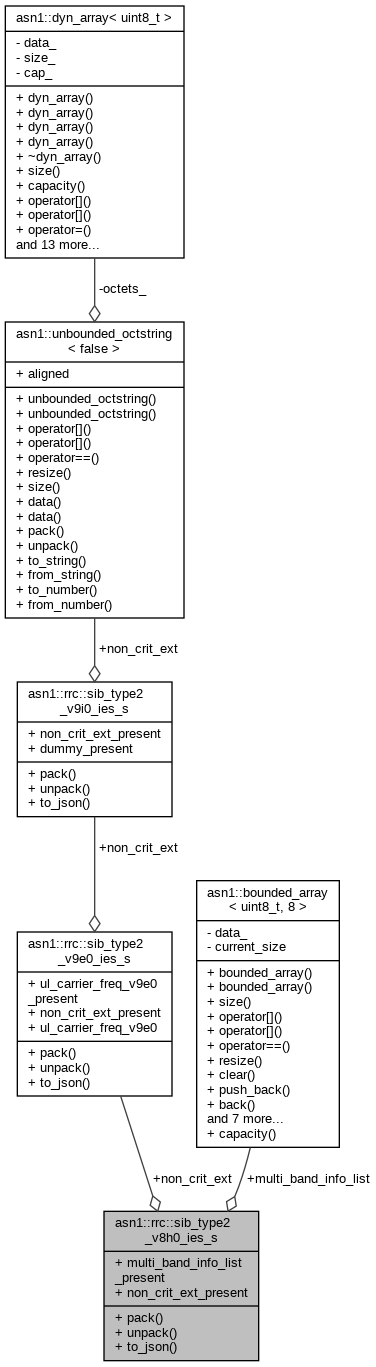 asn1::dyn_array< uint8_t >
- data_
- size_
- cap_
+ dyn_array()
+ dyn_array()
+ dyn_array()
+ dyn_array()
+ ~dyn_array()
+ size()
+ capacity()
+ operator[]()
+ operator[]()
+ operator=()
and 13 more...
-octets_
asn1::unbounded_octstring
< false >
+ aligned
+ unbounded_octstring()
+ unbounded_octstring()
+ operator[]()
+ operator[]()
+ operator==()
+ resize()
+ size()
+ data()
+ data()
+ pack()
+ unpack()
+ to_string()
+ from_string()
+ to_number()
+ from_number()
+non_crit_ext
asn1::rrc::sib_type2
_v9i0_ies_s
+ non_crit_ext_present
+ dummy_present
+ pack()
+ unpack()
+ to_json()
+non_crit_ext
asn1::rrc::sib_type2
_v9e0_ies_s
+ ul_carrier_freq_v9e0
_present
+ non_crit_ext_present
+ ul_carrier_freq_v9e0
+ pack()
+ unpack()
+ to_json()
asn1::bounded_array
< uint8_t, 8 >
- data_
- current_size
+ bounded_array()
+ bounded_array()
+ size()
+ operator[]()
+ operator[]()
+ operator==()
+ resize()
+ clear()
+ push_back()
+ back()
and 7 more...
+ capacity()
+non_crit_ext
+multi_band_info_list
asn1::rrc::sib_type2
_v8h0_ies_s
+ multi_band_info_list
_present
+ non_crit_ext_present
+ pack()
+ unpack()
+ to_json()